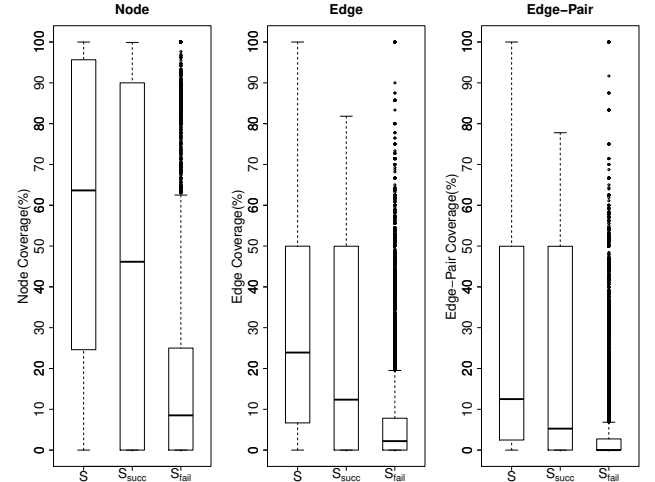 Node
Edge
Edge−Pair
Node Coverage(%)
0
10
20
30
40
50
60
70
80
90
100
S
Ssucc
Sfail
Edge Coverage(%)
0
10
20
30
40
50
60
70
80
90
100
S
Ssucc
Sfail
Edge−Pair Coverage(%)
0
10
20
30
40
50
60
70
80
90
100
S
Ssucc
Sfail